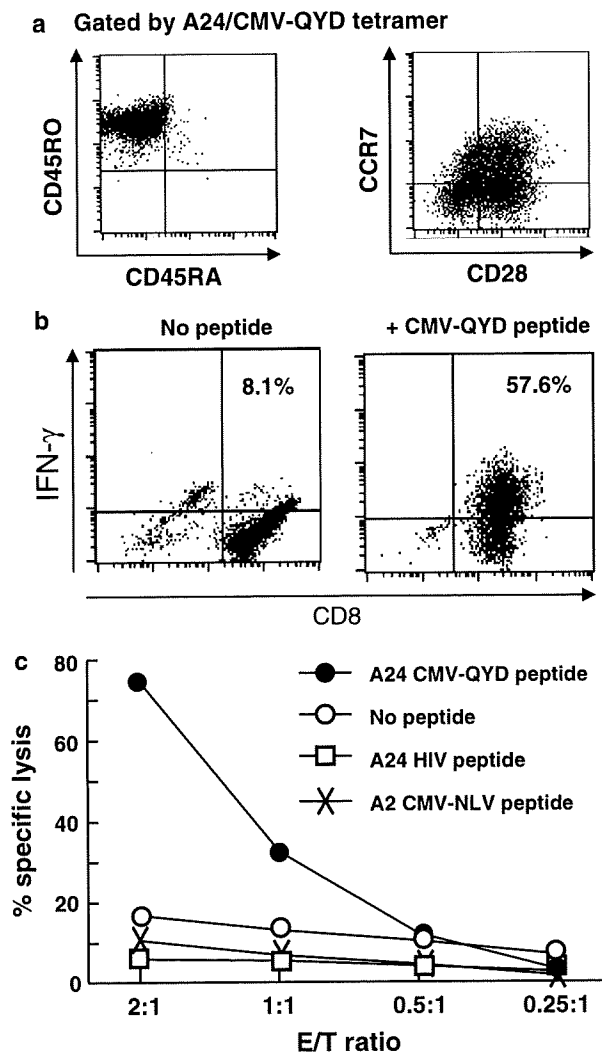 a Gated by A24/CMV-QYD tetramer
CD45RO
CD45RA
CCR7
CD28
b
No peptide
+ CMV-QYD peptide
8.1%
57.6%
IFN-γ
CD8
c
80
60
40
20
0
% specific lysis
A24 CMV-QYD peptide
No peptide
A24 HIV peptide
A2 CMV-NLV peptide
2:1 1:1 0.5:1 0.25:1
E/T ratio